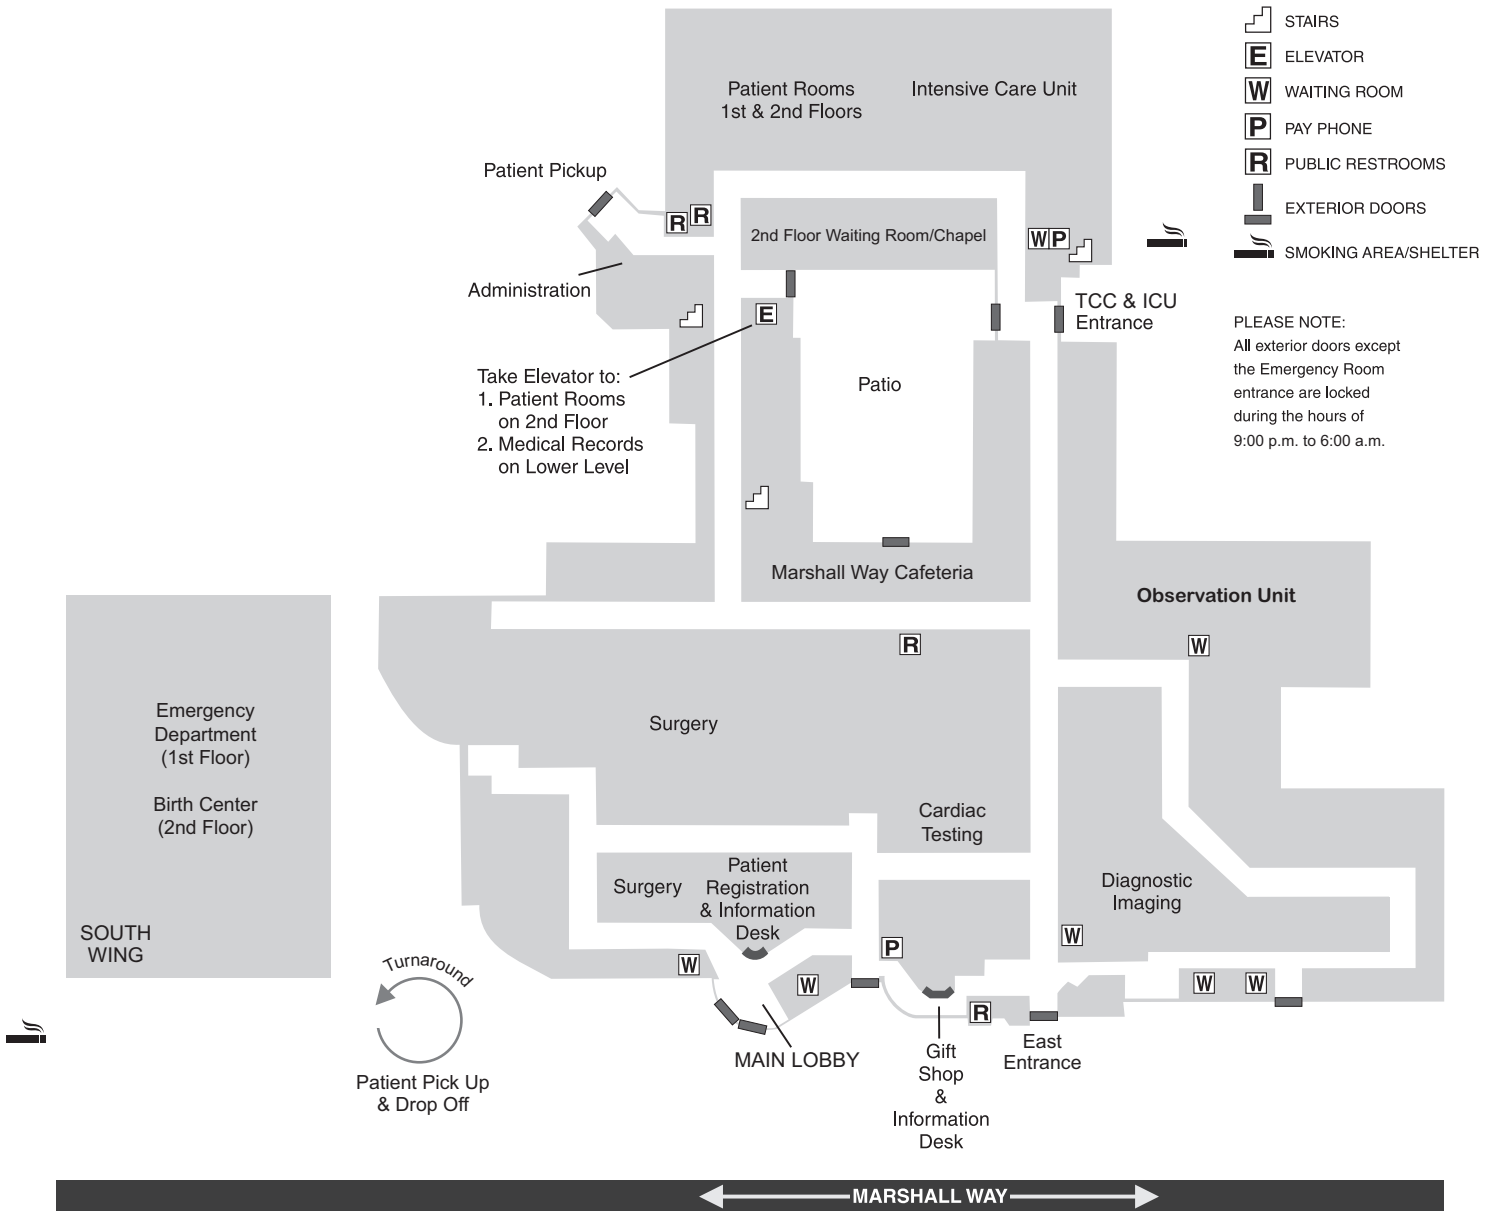 Patient Rooms
1st & 2nd Floors
Intensive Care Unit
STAIRS
E ELEVATOR
W WAITING ROOM
P PAY PHONE
R PUBLIC RESTROOMS
EXTERIOR DOORS
SMOKING AREA/SHELTER
Patient Pickup
R R
2nd Floor Waiting Room/Chapel
W P
Administration
E
TCC & ICU
Entrance
PLEASE NOTE:
All exterior doors except
the Emergency Room
entrance are locked
during the hours of
9:00 p.m. to 6:00 a.m.
Take Elevator to:
1. Patient Rooms
on 2nd Floor
2. Medical Records
on Lower Level
Patio
Marshall Way Cafeteria
Observation Unit
R
W
Emergency
Department
(1st Floor)
Birth Center
(2nd Floor)
SOUTH
WING
Surgery
Cardiac
Testing
Surgery
Patient
Registration
& Information
Desk
Diagnostic
Imaging
W
P
W
W
W W
R
Turnaround
Patient Pick Up
& Drop Off
MAIN LOBBY
Gift
Shop
&
Information
Desk
East
Entrance
MARSHALL WAY